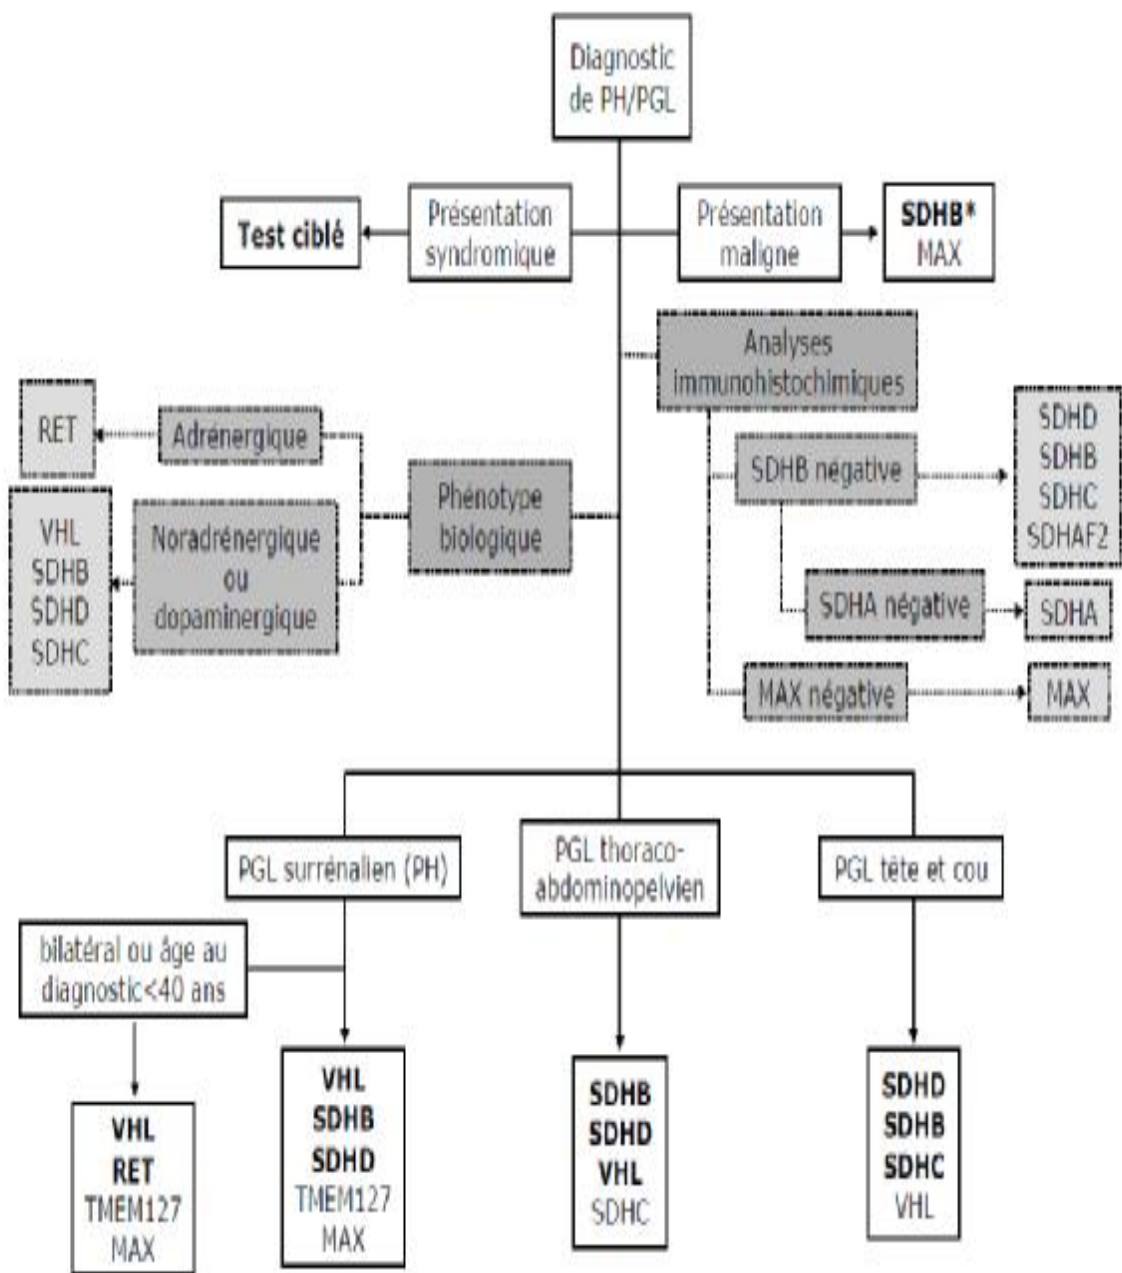 Diagnostic
de PH/PGL
Test ciblé
Présentation
syndromique
Présentation
maligne
SDHB*
MAX
Analyses
immunohistochimiques
RET
Adrénergique
SDHB négative
SDHD
SDHB
SDHC
SDHAF2
Phénotype
biologique
VHL
SDHB
SDHD
SDHC
Noradrénergique
ou
dopaminergique
SDHA négative
SDHA
MAX négative
MAX
PGL surrénalien (PH)
PGL thoraco-
abdominopelvien
PGL tête et cou
bilatéral ou âge au
diagnostic<40 ans
VHL
RET
TMEM127
MAX
VHL
SDHB
SDHD
TMEM127
MAX
SDHB
SDHD
VHL
SDHC
SDHD
SDHB
SDHC
VHL